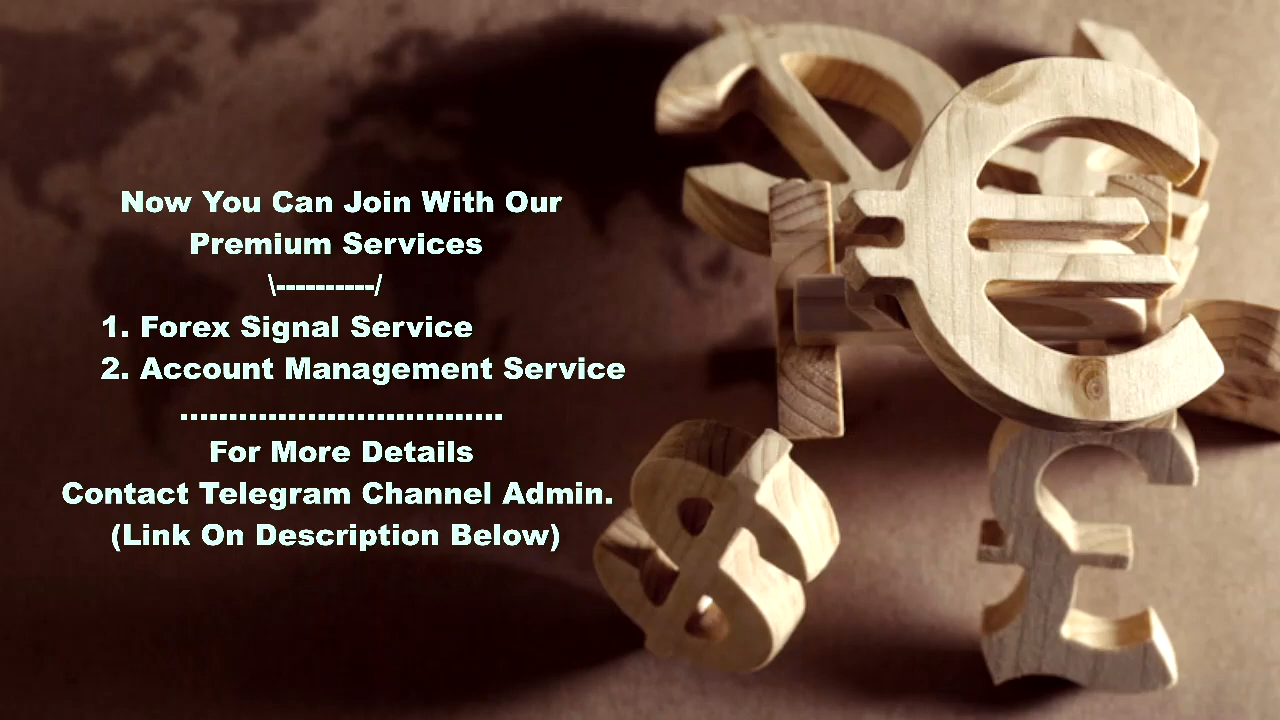 Now You Can Join With Our
Premium Services
\----------/
1. Forex Signal Service
2. Account Management Service
.................................
For More Details
Contact Telegram Channel Admin.
(Link On Description Below)